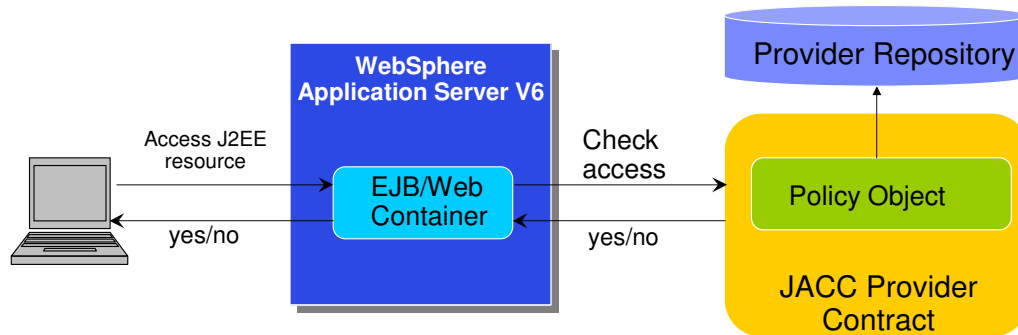 Provider Repository
WebSphere
Application Server V6
Access J2EE
resource
Check
access
EJB/Web
Container
Policy Object
yes/no
yes/no
JACC Provider
Contract